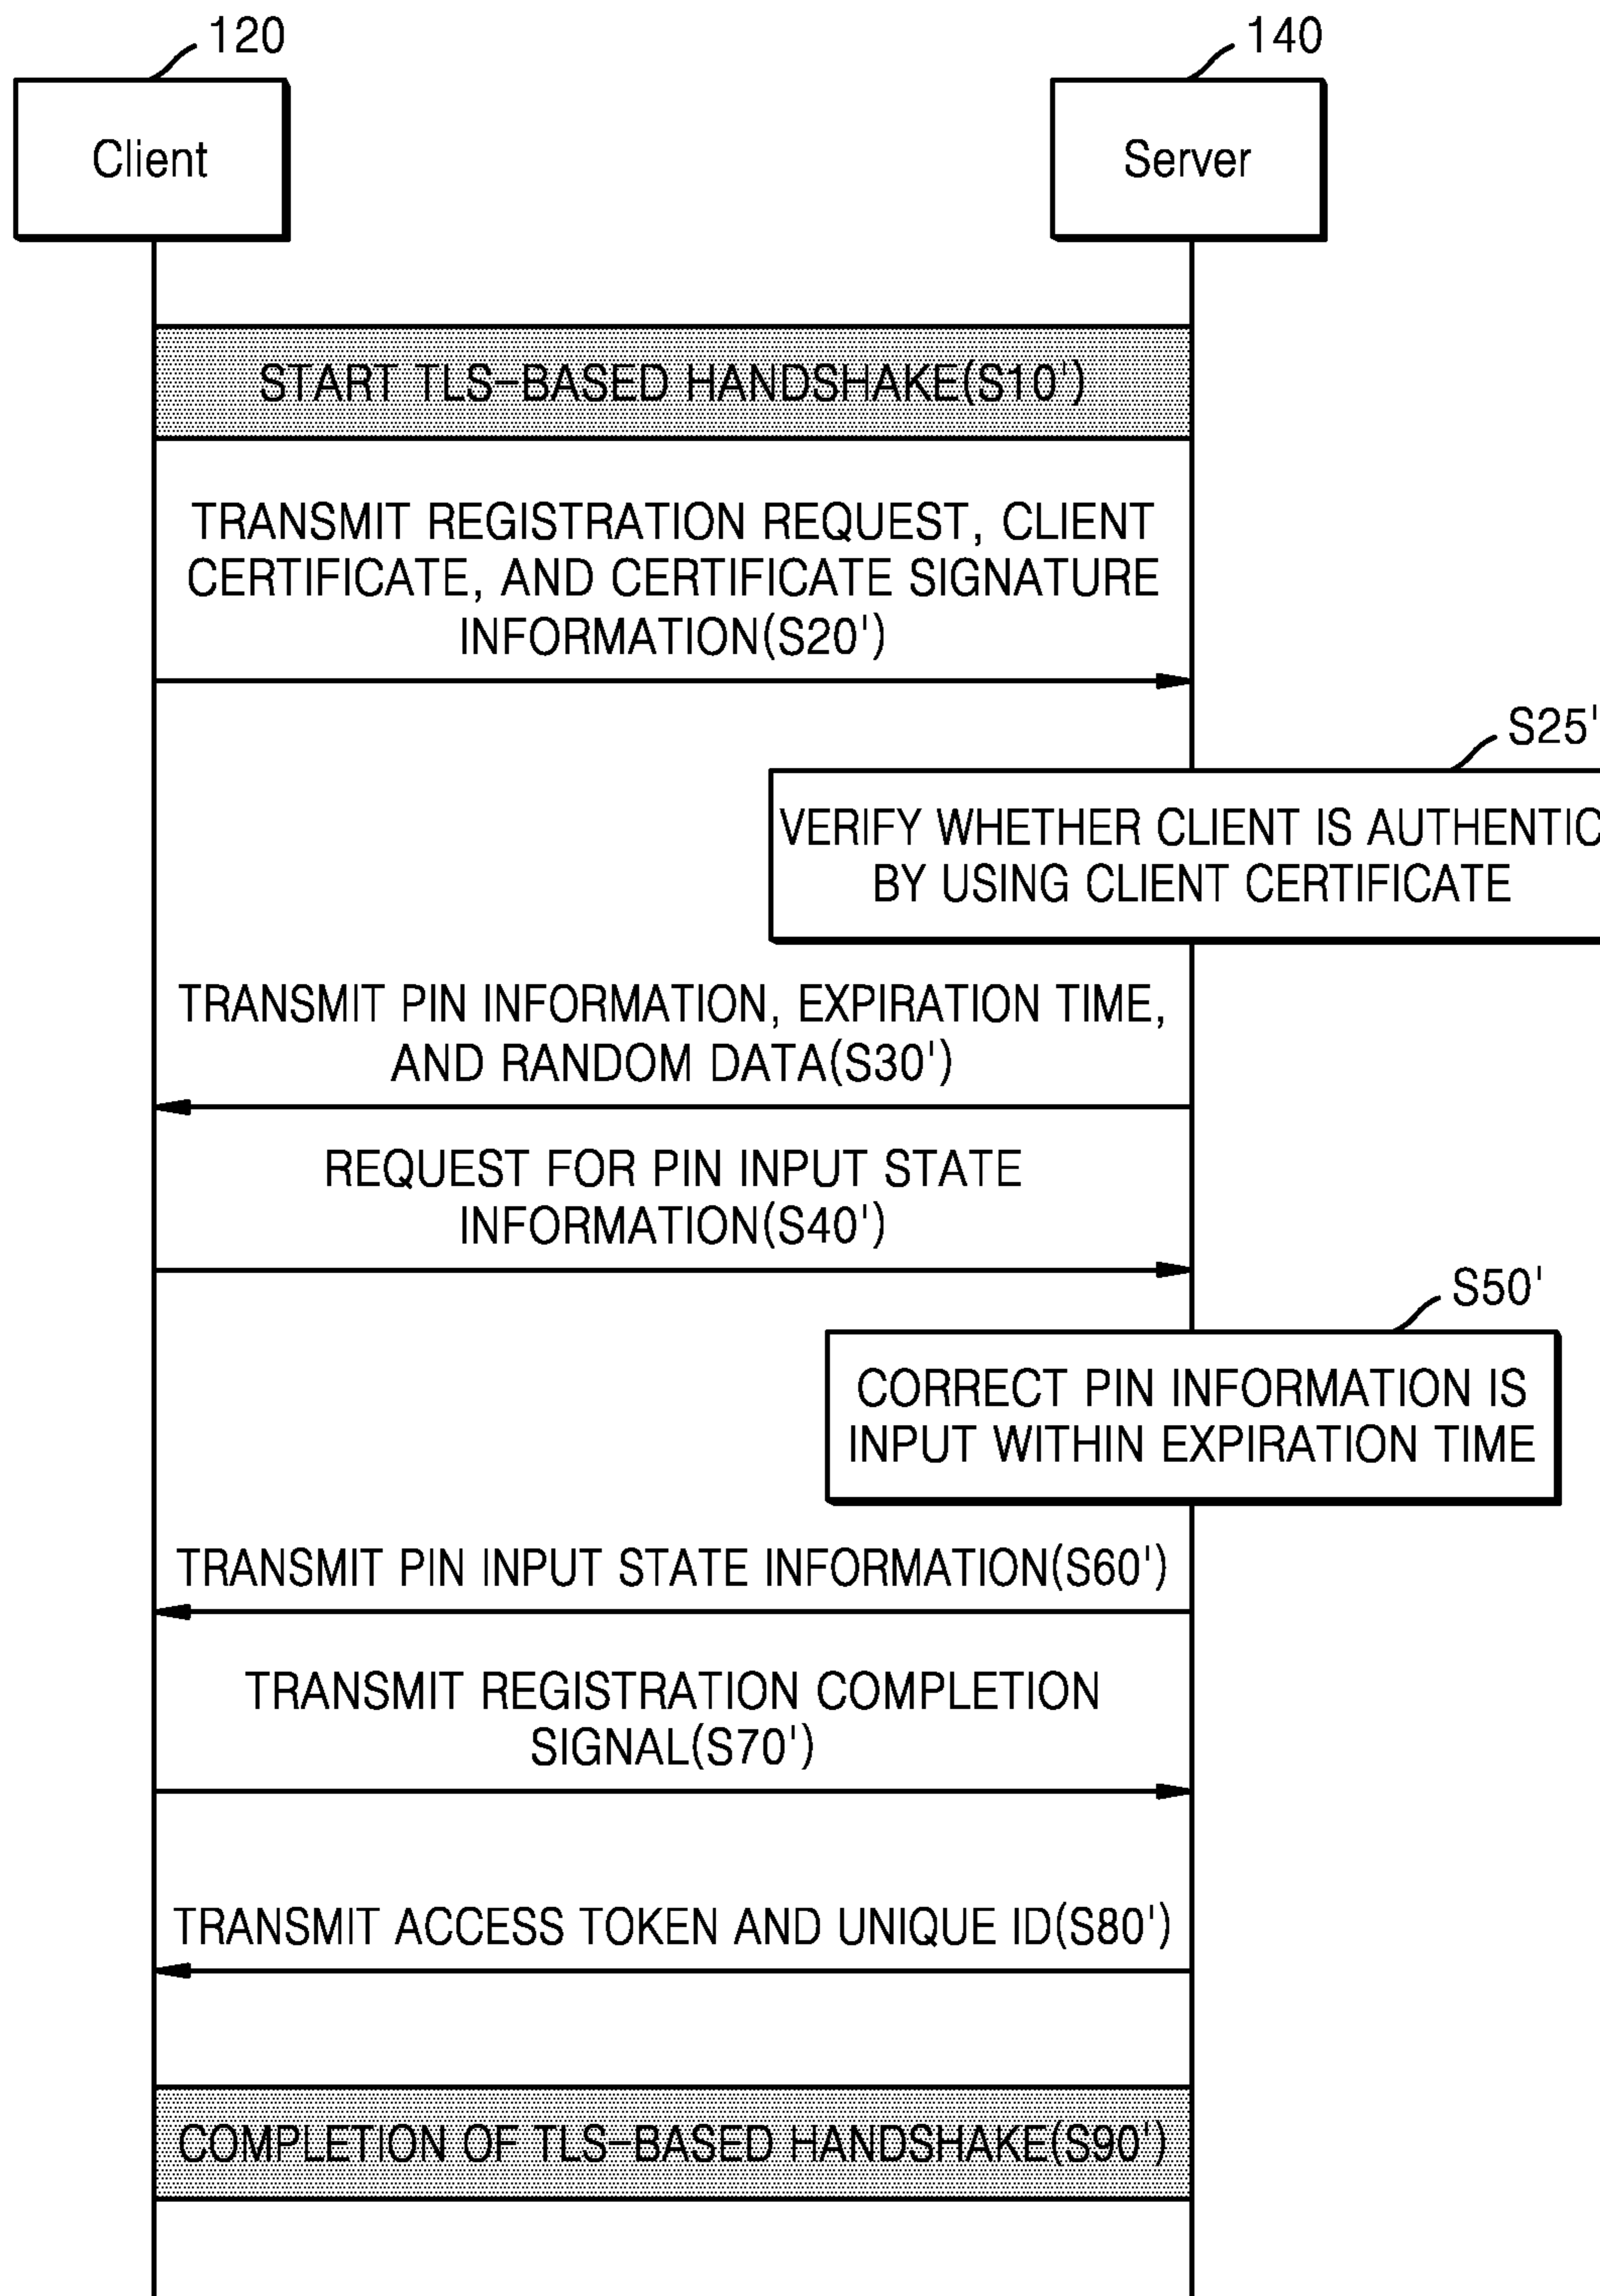 120
140
Client
Server
START TLS-BASED HANDSHAKE(S10')
TRANSMIT REGISTRATION REQUEST, CLIENT
CERTIFICATE, AND CERTIFICATE SIGNATURE
INFORMATION(S20')
S25'
VERIFY WHETHER CLIENT IS AUTHENTIC
BY USING CLIENT CERTIFICATE
TRANSMIT PIN INFORMATION, EXPIRATION TIME,
AND RANDOM DATA(S30')
REQUEST FOR PIN INPUT STATE
INFORMATION(S40')
S50'
CORRECT PIN INFORMATION IS
INPUT WITHIN EXPIRATION TIME
TRANSMIT PIN INPUT STATE INFORMATION(S60')
TRANSMIT REGISTRATION COMPLETION
SIGNAL(S70')
TRANSMIT ACCESS TOKEN AND UNIQUE ID(S80')
COMPLETION OF TLS-BASED HANDSHAKE(S90')